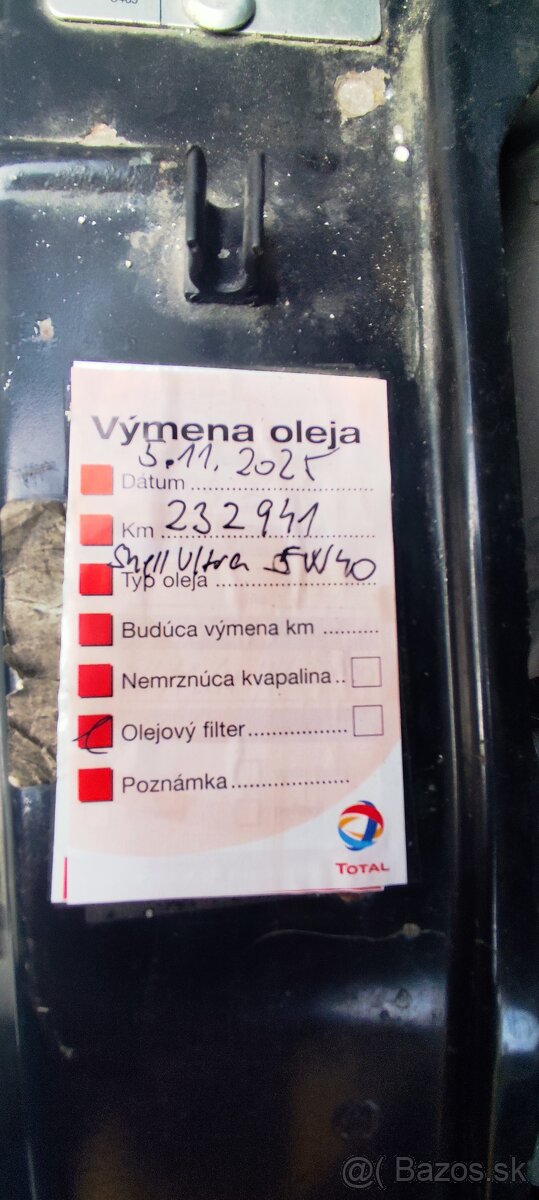 Výmena oleja
5.11. 2025
Dátum
Km 232941
Shell Ultra 5W40
Typ oleja
Budúca výmena km
Nemrznúca kvapalina
Olejový filter
Poznámka
TOTAL
@( Bazos.sk